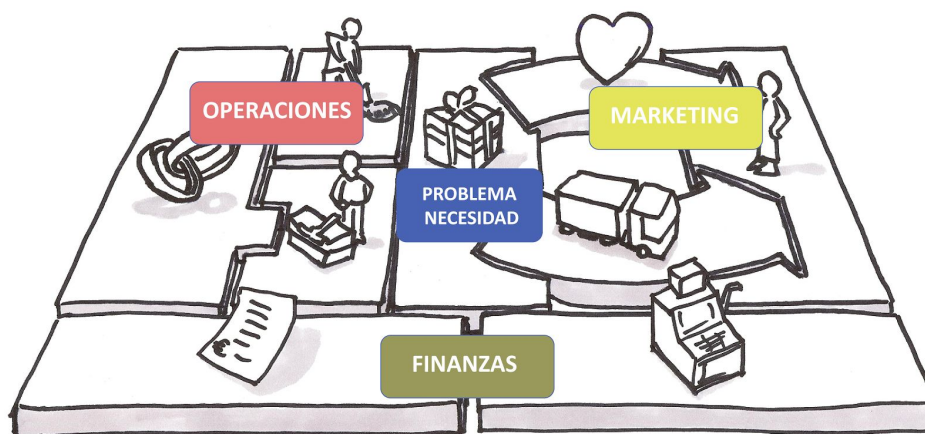 OPERACIONES
MARKETING
PROBLEMA
NECESIDAD
FINANZAS